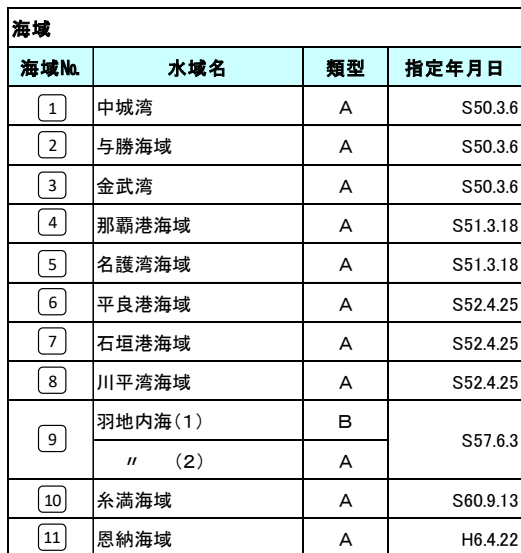 海域
海域№ 水域名 類型 指定年月日
1 中城湾 A S50.3.6
2 与勝海域 A S50.3.6
3 金武湾 A S50.3.6
4 那覇港海域 A S51.3.18
5 名護湾海域 A S51.3.18
6 平良港海域 A S52.4.25
7 石垣港海域 A S52.4.25
8 川平湾海域 A S52.4.25
9 羽地内海(1) B S57.6.3
〃 (2) A
10 糸満海域 A S60.9.13
11 恩納海域 A H6.4.22